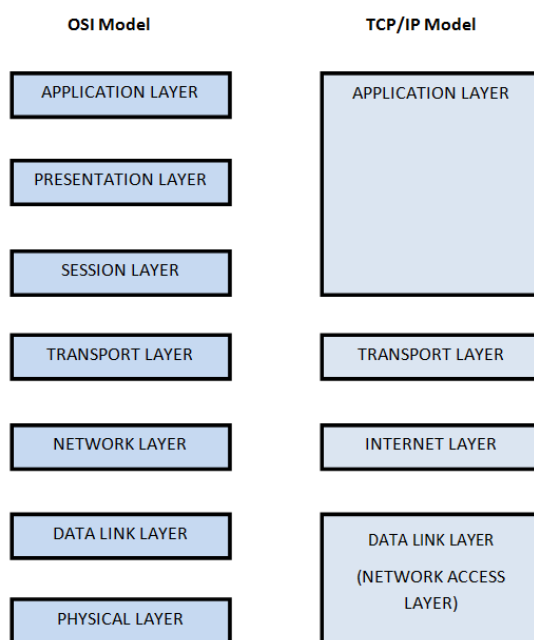 OSI Model
APPLICATION LAYER
PRESENTATION LAYER
SESSION LAYER
TRANSPORT LAYER
NETWORK LAYER
DATA LINK LAYER
PHYSICAL LAYER
TCP/IP Model
APPLICATION LAYER
TRANSPORT LAYER
INTERNET LAYER
DATA LINK LAYER
(NETWORK ACCESS
LAYER)